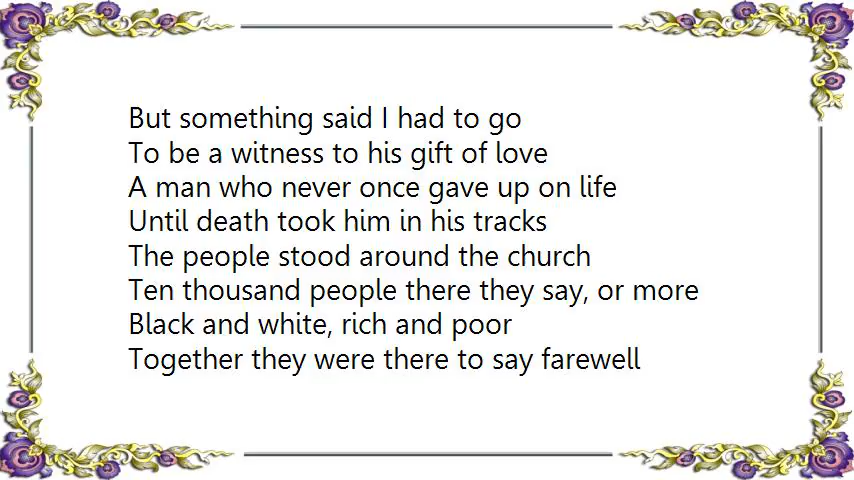 But something said I had to go
To be a witness to his gift of love
A man who never once gave up on life
Until death took him in his tracks
The people stood around the church
Ten thousand people there they say, or more
Black and white, rich and poor
Together they were there to say farewell